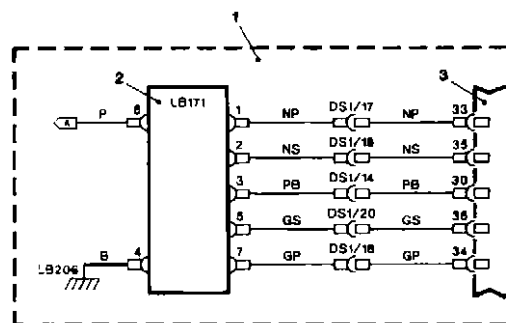 1
2 LB171 3
A P 6 1 NP DS1/17 NP 33
2 NS DS1/19 NS 35
3 PB DS1/14 PB 30
5 GS DS1/20 GS 36
LB206 B 4 7 GP DS1/18 GP 34